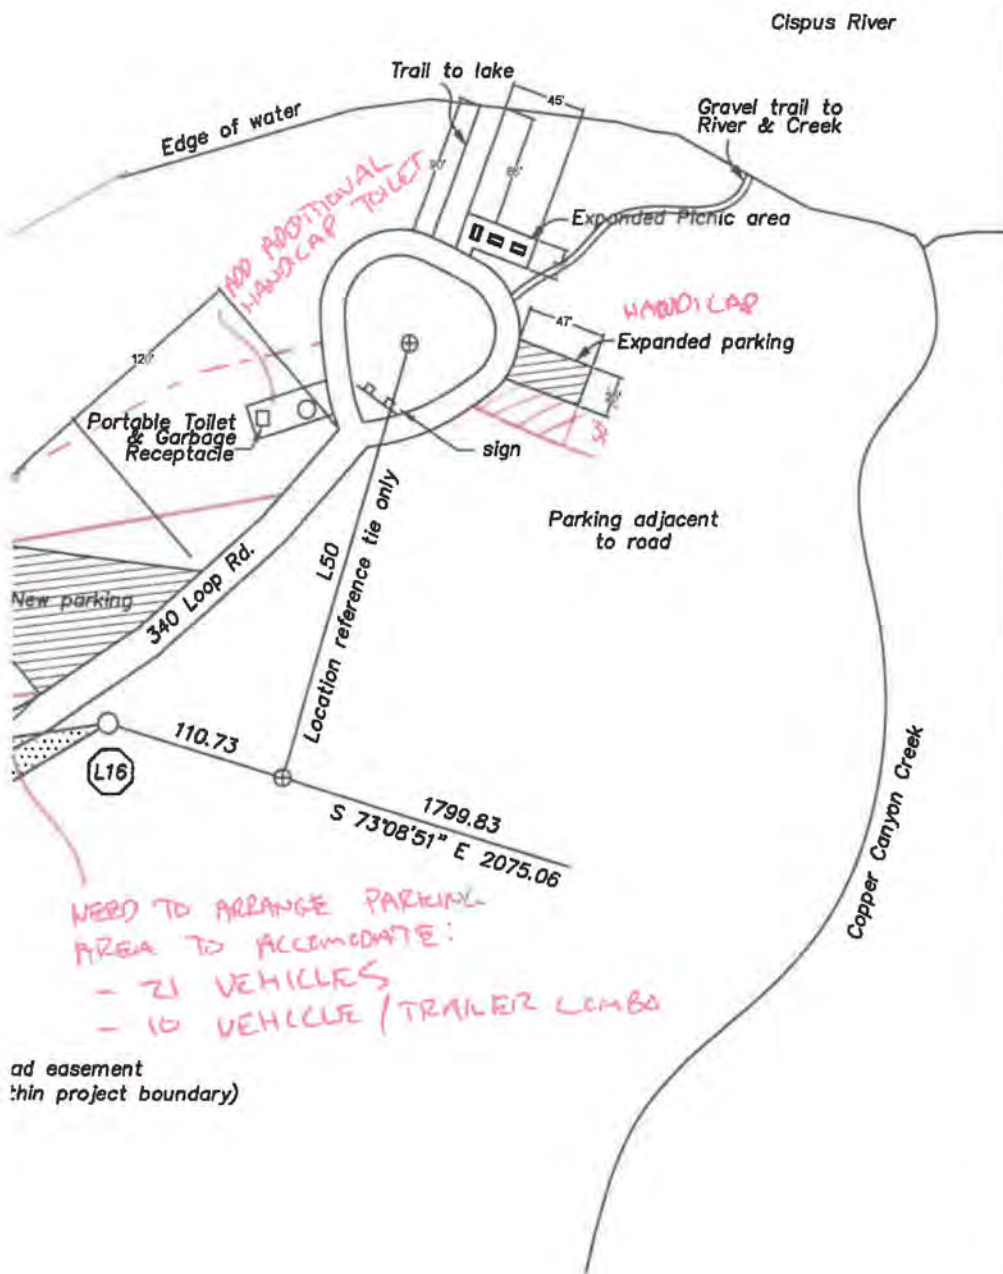 Cispus River
Trail to lake
45'
Gravel trail to
River & Creek
Edge of water
90'
86'
ADD ADDITIONAL
HANDICAP TOILET
Expanded Picnic area
HANDICAP
47'
Expanded parking
120'
Portable Toilet
& Garbage
Receptacle
sign
Parking adjacent
to road
L50
Location reference tie only
New parking
340 Loop Rd.
110.73
L16
1799.83
S 73°08'51" E 2075.06
Copper Canyon Creek
NEED TO ARRANGE PARKING
AREA TO ACCOMODATE:
- 21 VEHICLES
- 10 VEHICLE / TRAILER COMBO
ad easement
thin project boundary)